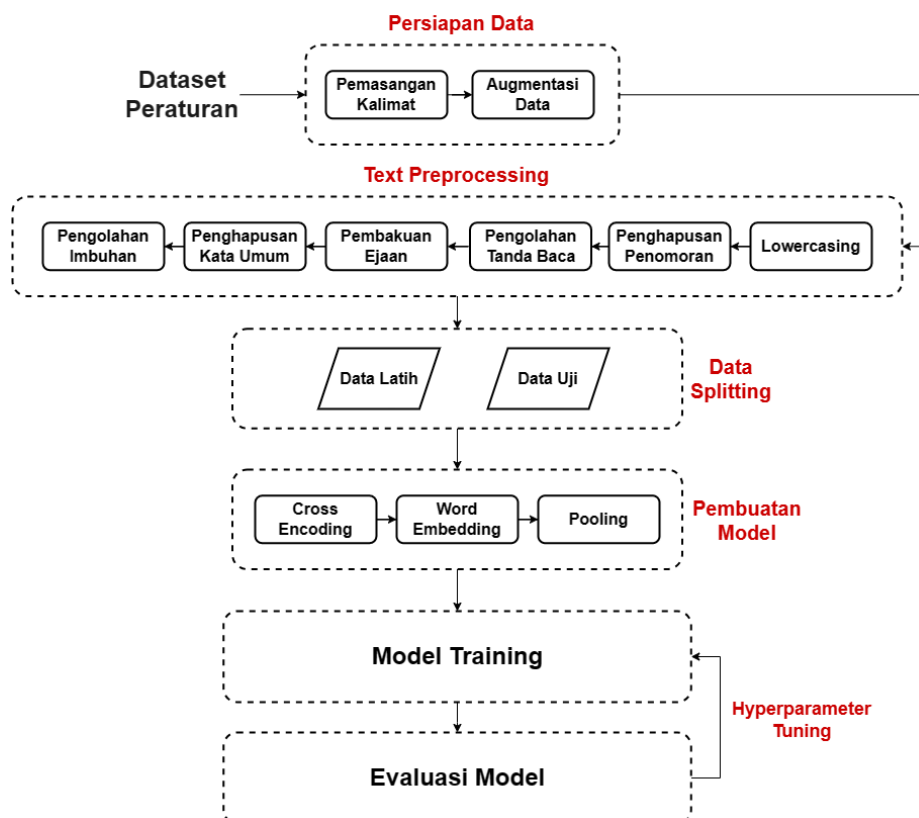 Persiapan Data
Dataset
Peraturan
Pemasangan
Kalimat
Augmentasi
Data
Text Preprocessing
Pengolahan
Imbuhan
Penghapusan
Kata Umum
Pembakuan
Ejaan
Pengolahan
Tanda Baca
Penghapusan
Penomoran
Lowercasing
Data Latih
Data Uji
Data
Splitting
Cross
Encoding
Word
Embedding
Pooling
Pembuatan
Model
Model Training
Hyperparameter
Tuning
Evaluasi Model